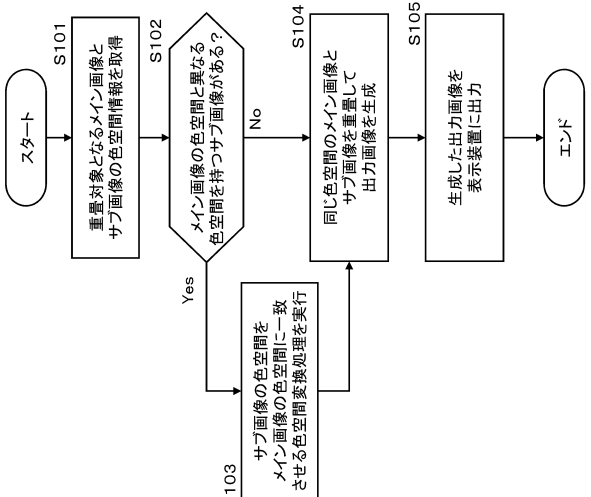 スタート
S101
重畳対象となるメイン画像と
サブ画像の色空間情報を取得
S102
メイン画像の色空間と異なる
色空間を持つサブ画像がある?
Yes
No
103
サブ画像の色空間を
メイン画像の色空間に一致
させる色空間変換処理を実行
S104
同じ色空間のメイン画像と
サブ画像を重畳して
出力画像を生成
S105
生成した出力画像を
表示装置に出力
エンド